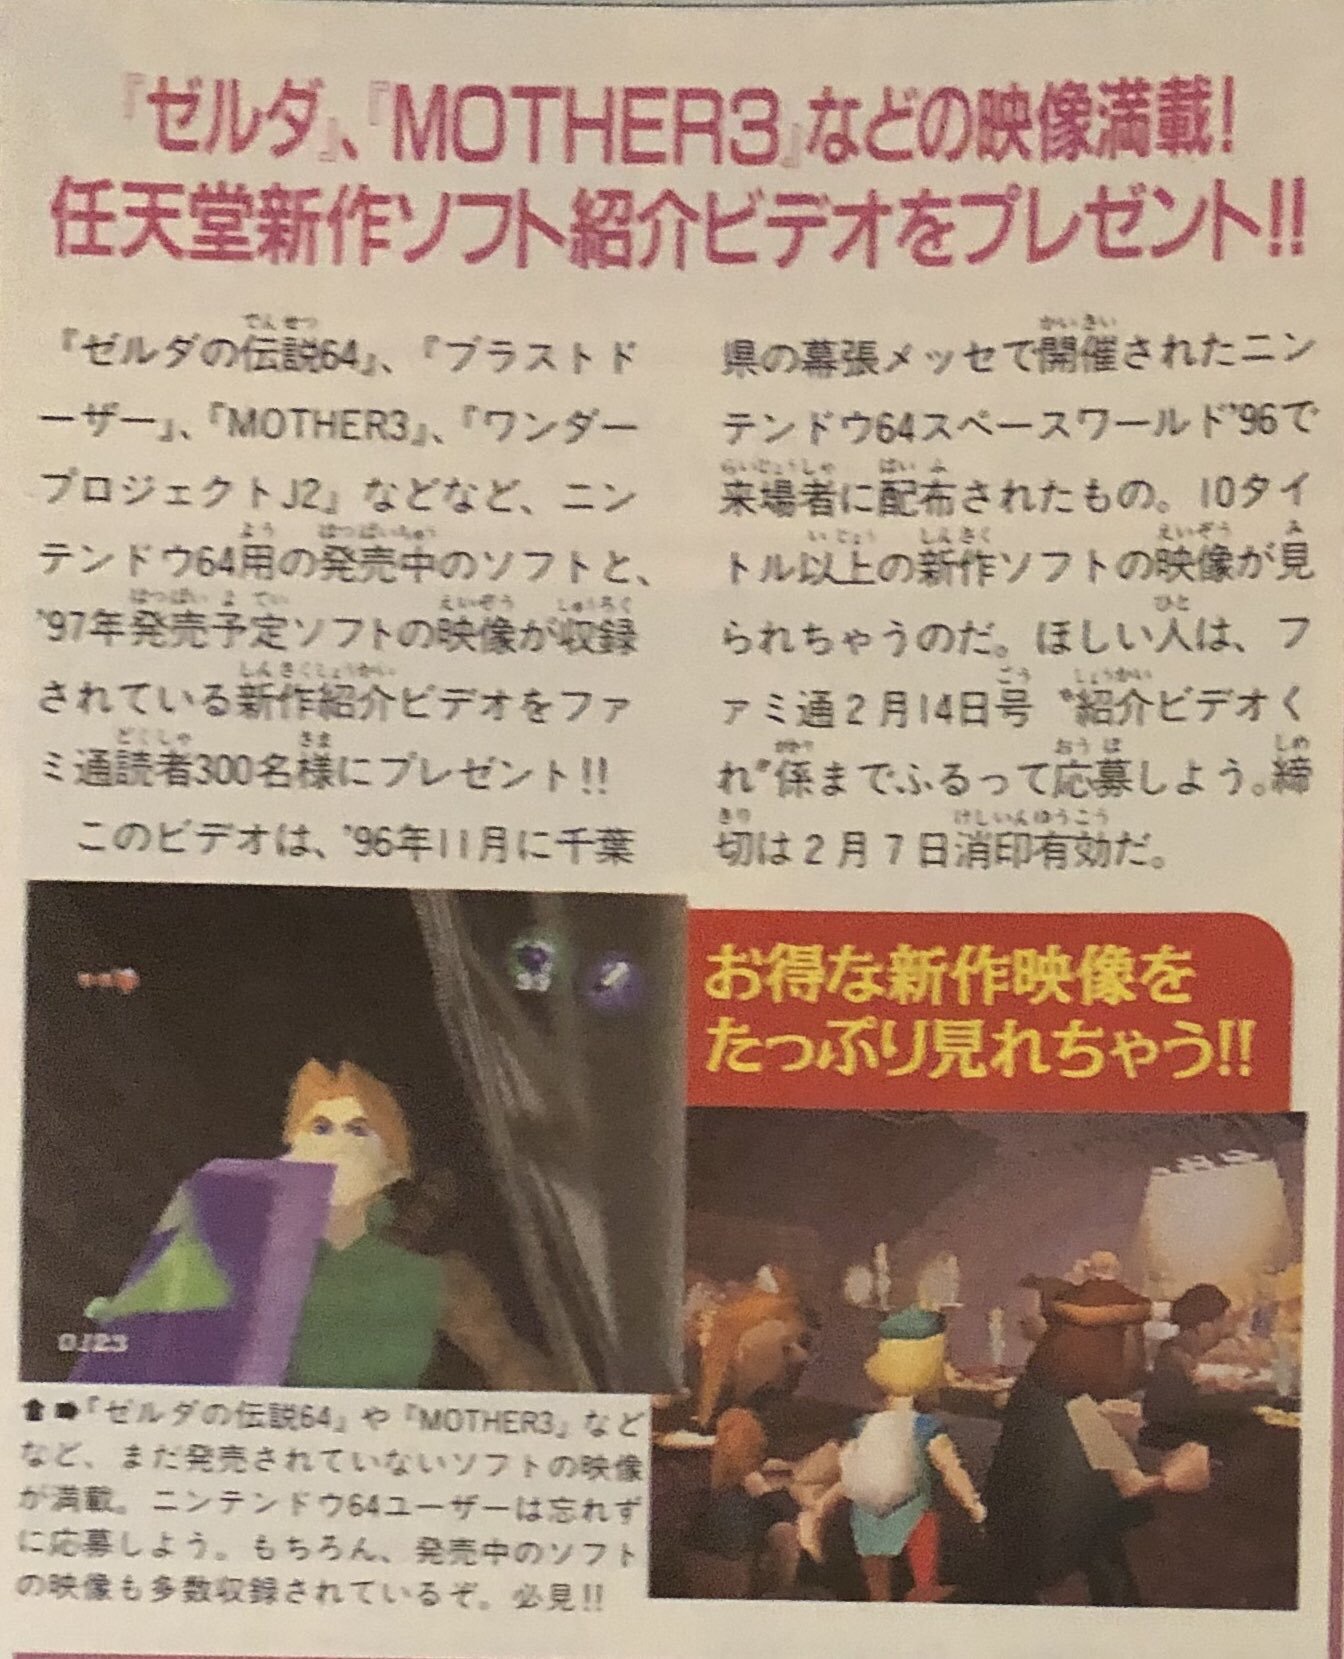 『ゼルダ』、『MOTHER3』などの映像満載!
任天堂新作ソフト紹介ビデオをプレゼント!!
『ゼルダの伝説64』、『ブラストド
ーザー』、『MOTHER3』、『ワンダー
プロジェクトJ2』などなど、ニン
テンドウ64用の発売中のソフトと、
'97年発売予定ソフトの映像が収録
されている新作紹介ビデオをファ
ミ通読者300名様にプレゼント!!
このビデオは、'96年11月に千葉
県の幕張メッセで開催されたニン
テンドウ64スペースワールド'96で
来場者に配布されたもの。10タイ
トル以上の新作ソフトの映像が見
られちゃうのだ。ほしい人は、フ
ァミ通2月14日号 "紹介ビデオく
れ"係までふるって応募しよう。締
切は2月7日消印有効だ。
お得な新作映像を
たっぷり見れちゃう!!
0/23
⬆➡『ゼルダの伝説64』や『MOTHER3』など
など、まだ発売されていないソフトの映像
が満載。ニンテンドウ64ユーザーは忘れず
に応募しよう。もちろん、発売中のソフト
の映像も多数収録されているぞ。必見!!